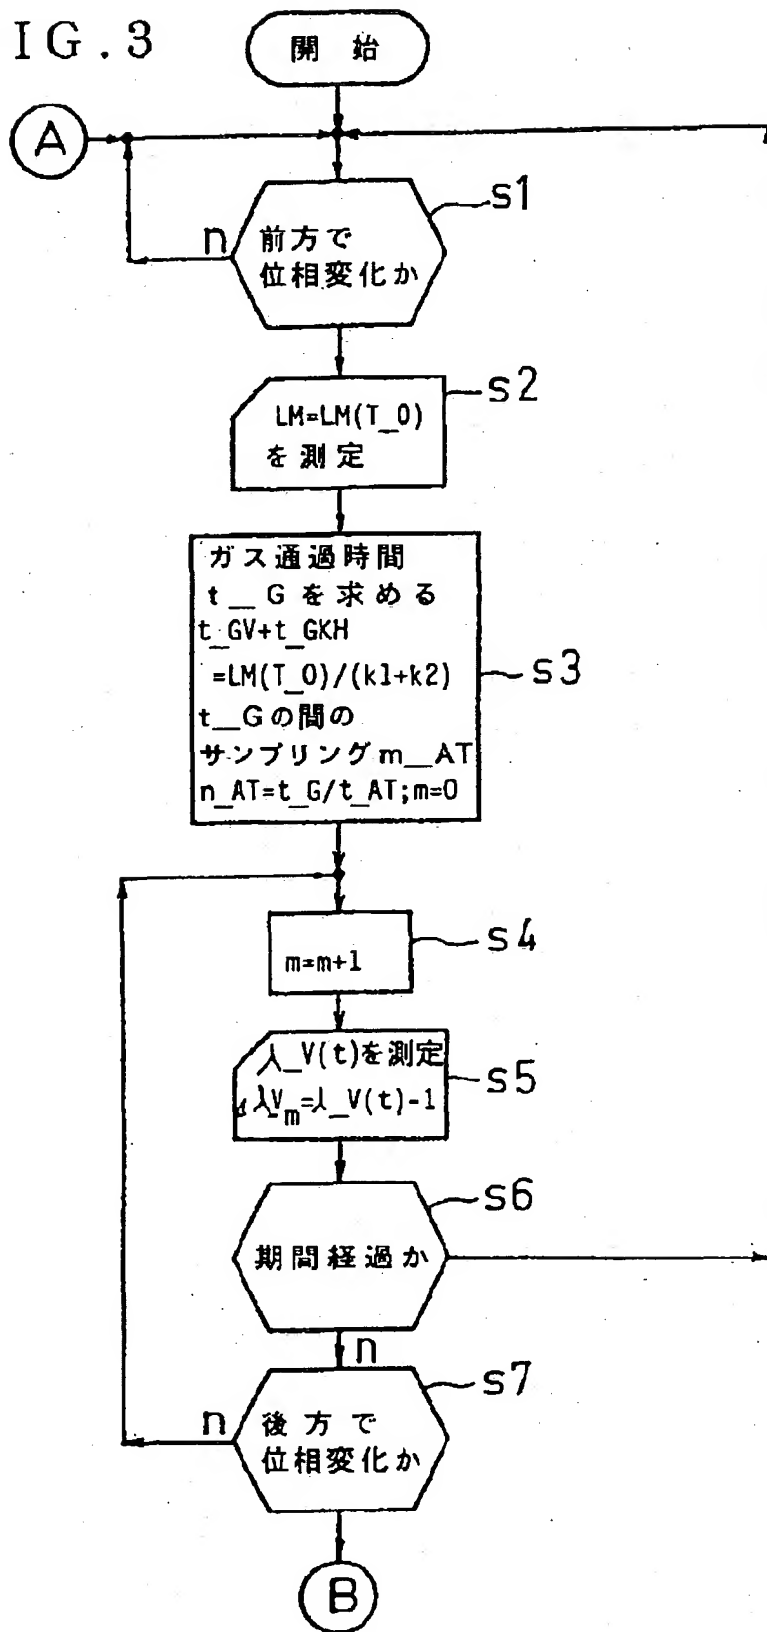 IG.3
開始
A
s1
n
前方で
位相変化か
s2
LM=LM(T_0)
を測定
ガス通過時間
t_Gを求める
t_GV+t_GKH
=LM(T_0)/(k1+k2)
s3
t_Gの間の
サンプリングm_AT
n_AT=t_G/t_AT;m=0
s4
m=m+1
λ_V(t)を測定
s5
λV_m=λ_V(t)-1
s6
期間経過か
n
s7
n
後方で
位相変化か
B